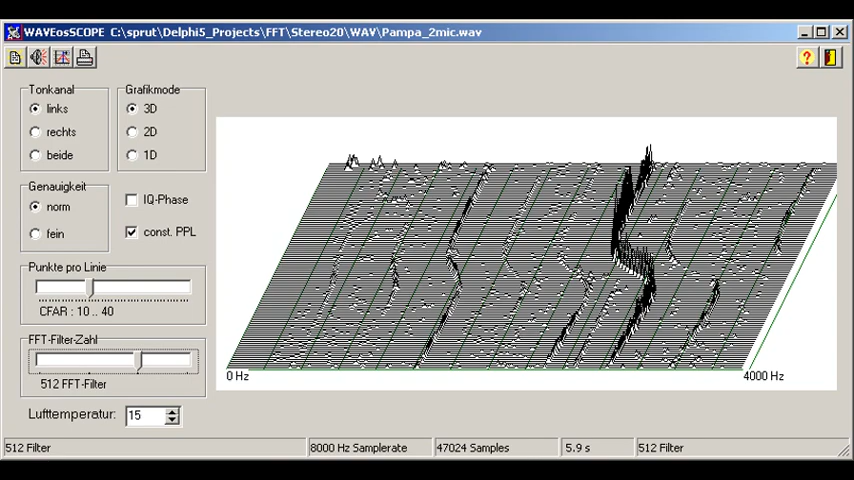 WAVEosSCOPE C:\sprut\Delphi5_Projects\FFT\Stereo20\WAV\Pampa_2mic.wav
Tonkanal
links
rechts
beide
Grafikmode
3D
2D
1D
Genauigkeit
norm
fein
IQ-Phase
const. PPL
Punkte pro Linie
CFAR : 10 .. 40
FFT-Filter-Zahl
512 FFT-Filter
Lufttemperatur: 15
0 Hz
4000 Hz
512 Filter
8000 Hz Samplerate
47024 Samples
5.9 s
512 Filter